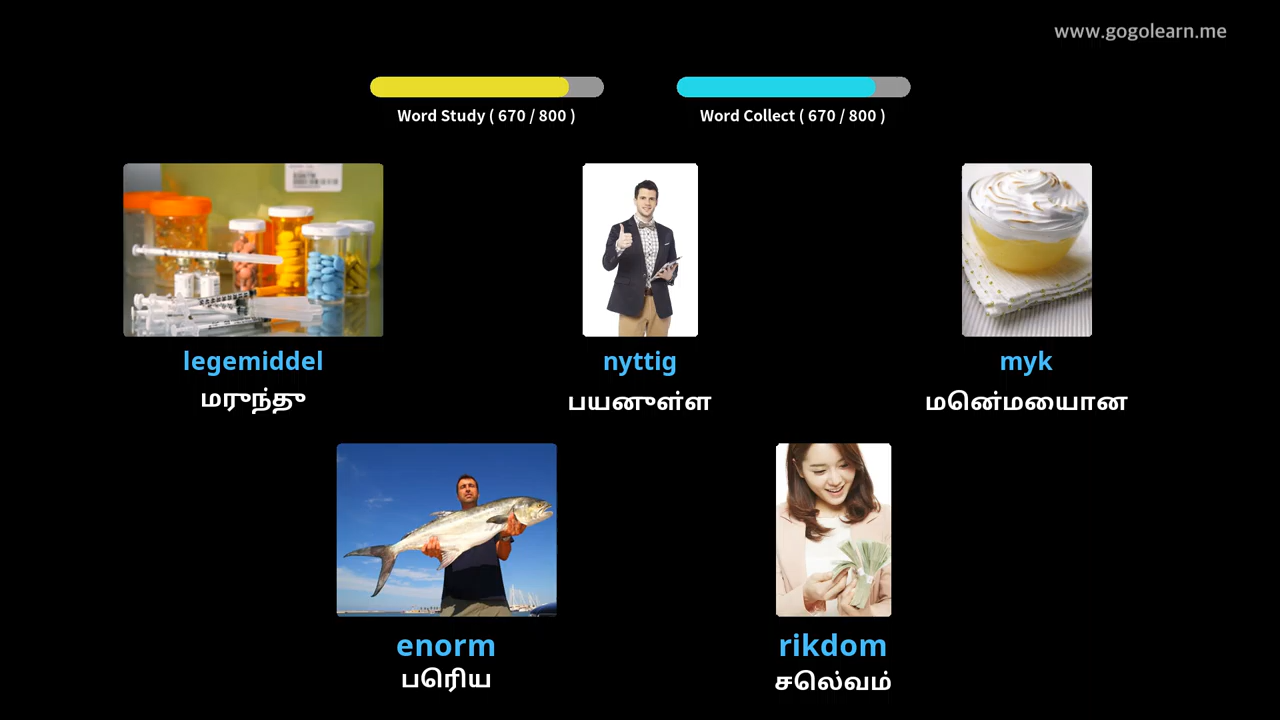 www.gogolearn.me
Word Study ( 670 / 800 )
Word Collect ( 670 / 800 )
legemiddel
மருந்து
nyttig
பயனுள்ள
myk
மென்மையான
enorm
பெரிய
rikdom
செல்வம்